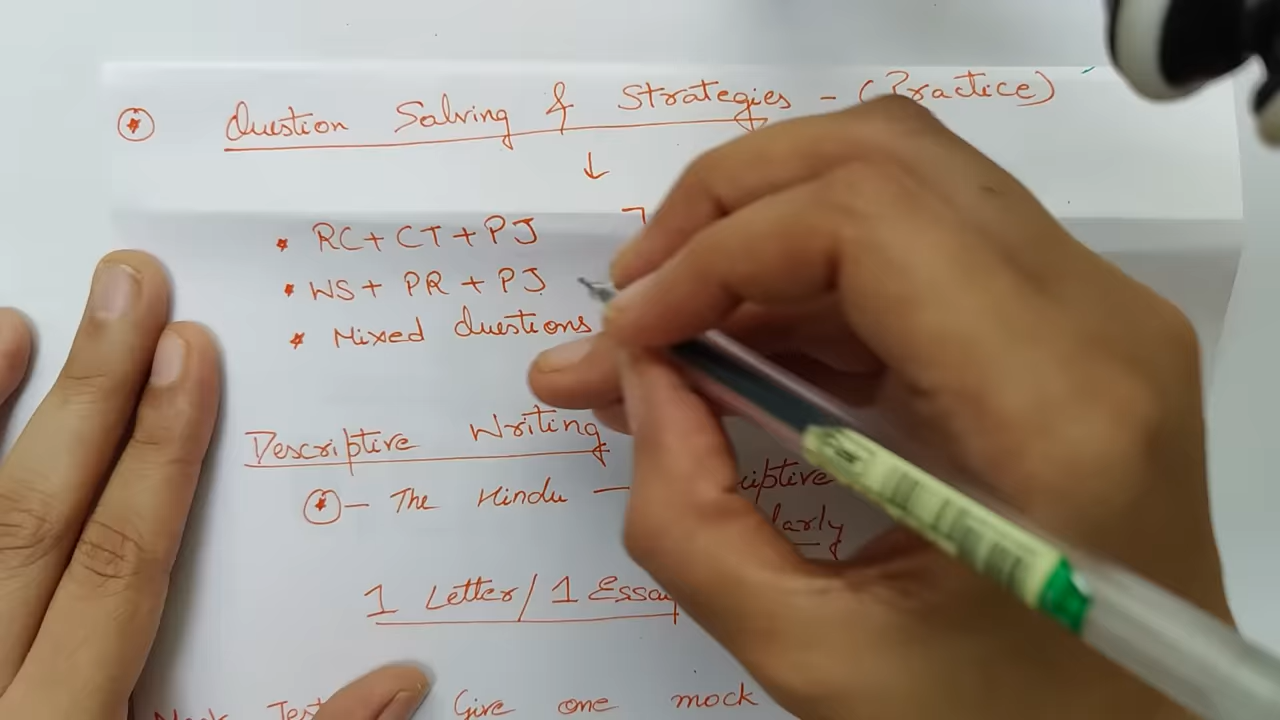 Question Solving & Strategies - (Practice)
RC + CT + PJ
WS + PR + PJ
Mixed Questions
Descriptive Writing
- The Hindu -
1 Letter / 1 Essay
Give one mock